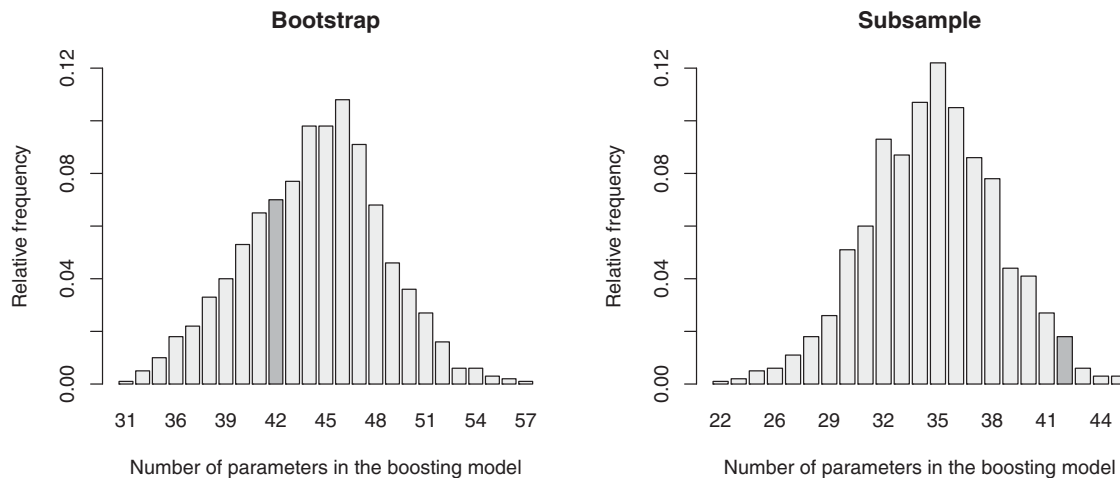 Bootstrap
0.12
0.08
0.04
0.00
Relative frequency
31 36 39 42 45 48 51 54 57
Number of parameters in the boosting model
Subsample
0.12
0.08
0.04
0.00
Relative frequency
22 26 29 32 35 38 41 44
Number of parameters in the boosting model